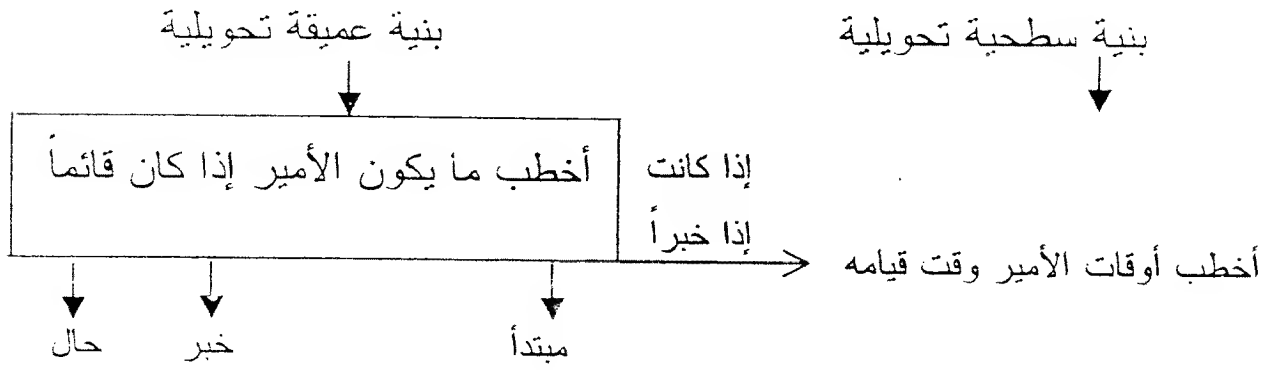 بنية سطحية تحويلية
بنية عميقة تحويلية
أخطب ما يكون الأمير إذا كان قائماً
إذا كانت
إذا خبراً
أخطب أوقات الأمير وقت قيامه
مبتدأ
خبر
حال